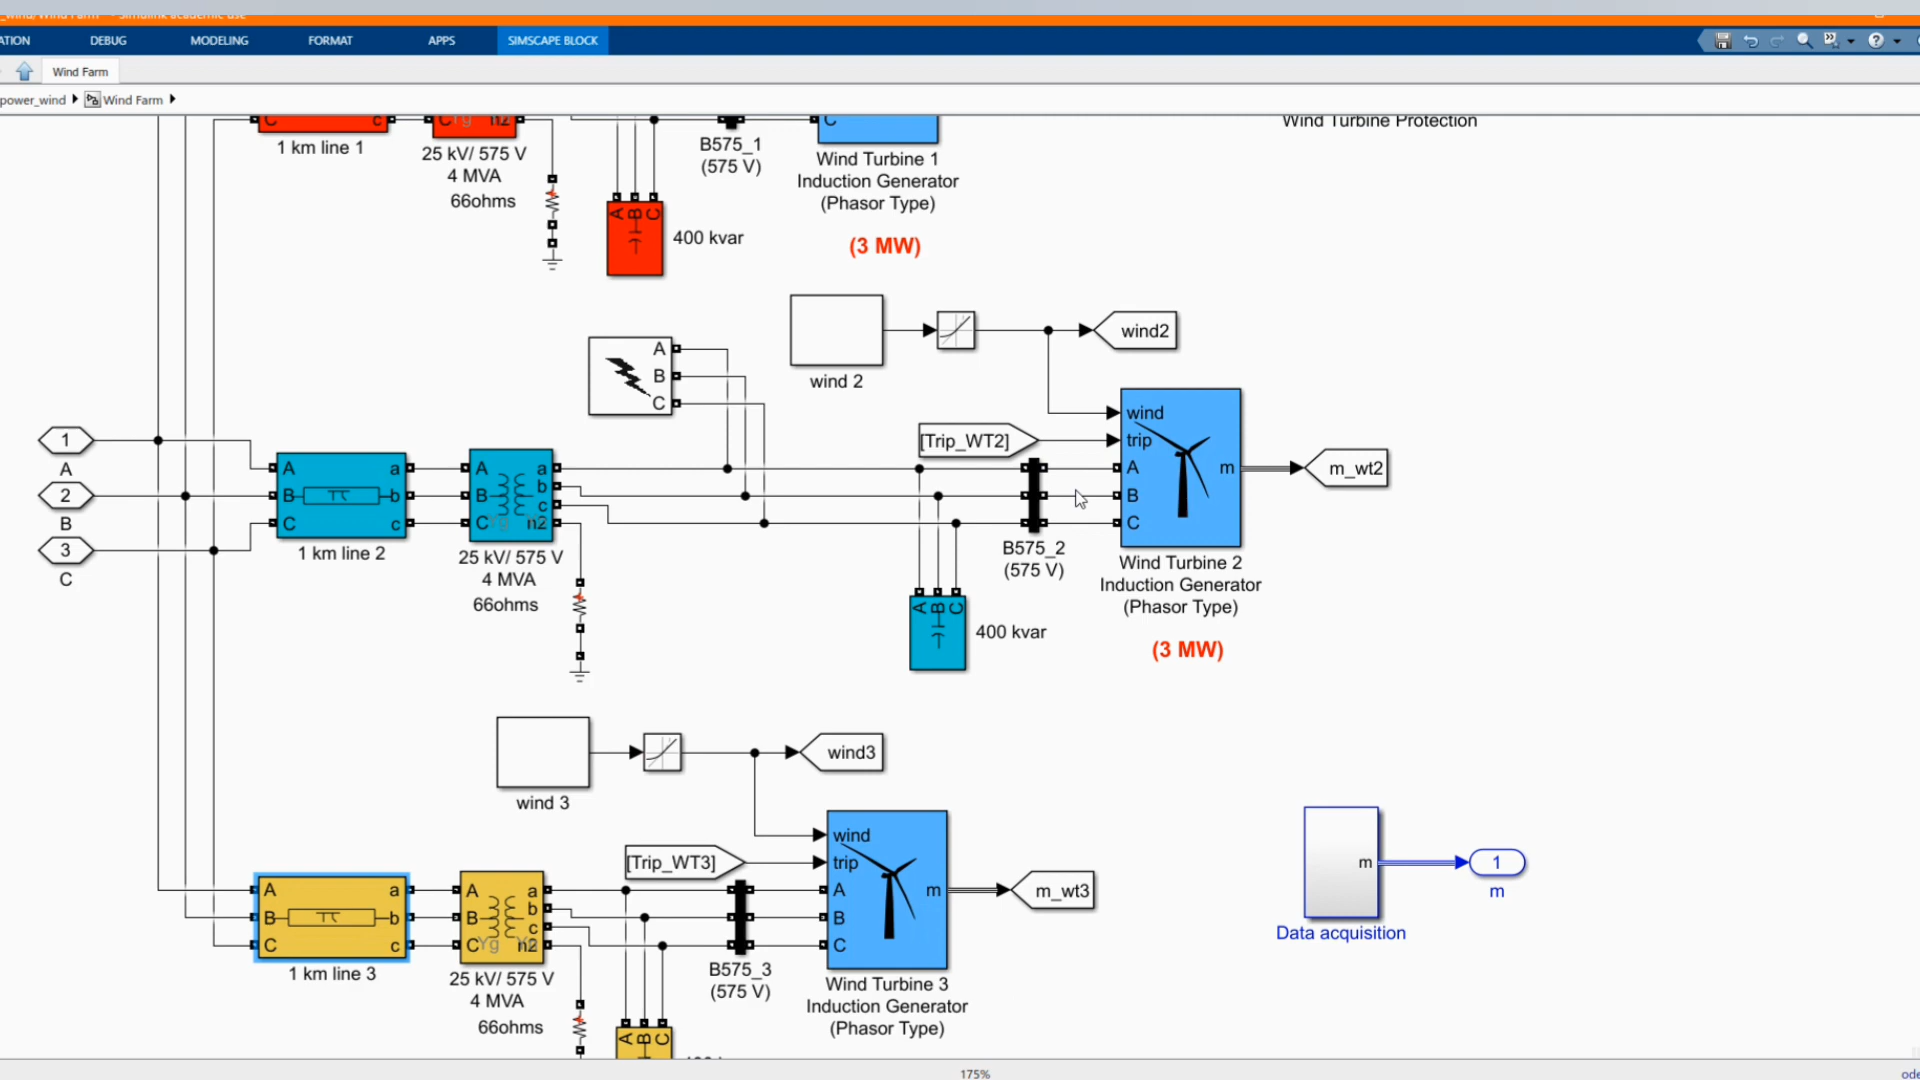 ATION DEBUG MODELING FORMAT APPS SIMSCAPE BLOCK
Wind Farm
power_wind Wind Farm
C c C Yg n2 C
Wind Turbine Protection
1 km line 1
25 kV/ 575 V
4 MVA
66ohms
B575_1
(575 V)
Wind Turbine 1
Induction Generator
(Phasor Type)
(3 MW)
A B C
400 kvar
wind 2
wind2
A
B
C
wind
trip
[Trip_WT2]
A
B
C
m
m_wt2
1
A
2
B
3
C
A a
B b
C c
1 km line 2
A a
B b
c
C Yg n2
25 kV/ 575 V
4 MVA
66ohms
B575_2
(575 V)
Wind Turbine 2
Induction Generator
(Phasor Type)
(3 MW)
A B C
400 kvar
wind 3
wind3
wind
trip
[Trip_WT3]
A
B
C
m
m_wt3
A a
B b
C c
1 km line 3
A a
B b
c
C Yg n2
25 kV/ 575 V
4 MVA
66ohms
B575_3
(575 V)
Wind Turbine 3
Induction Generator
(Phasor Type)
A B C
m
1
m
Data acquisition
175%
ode